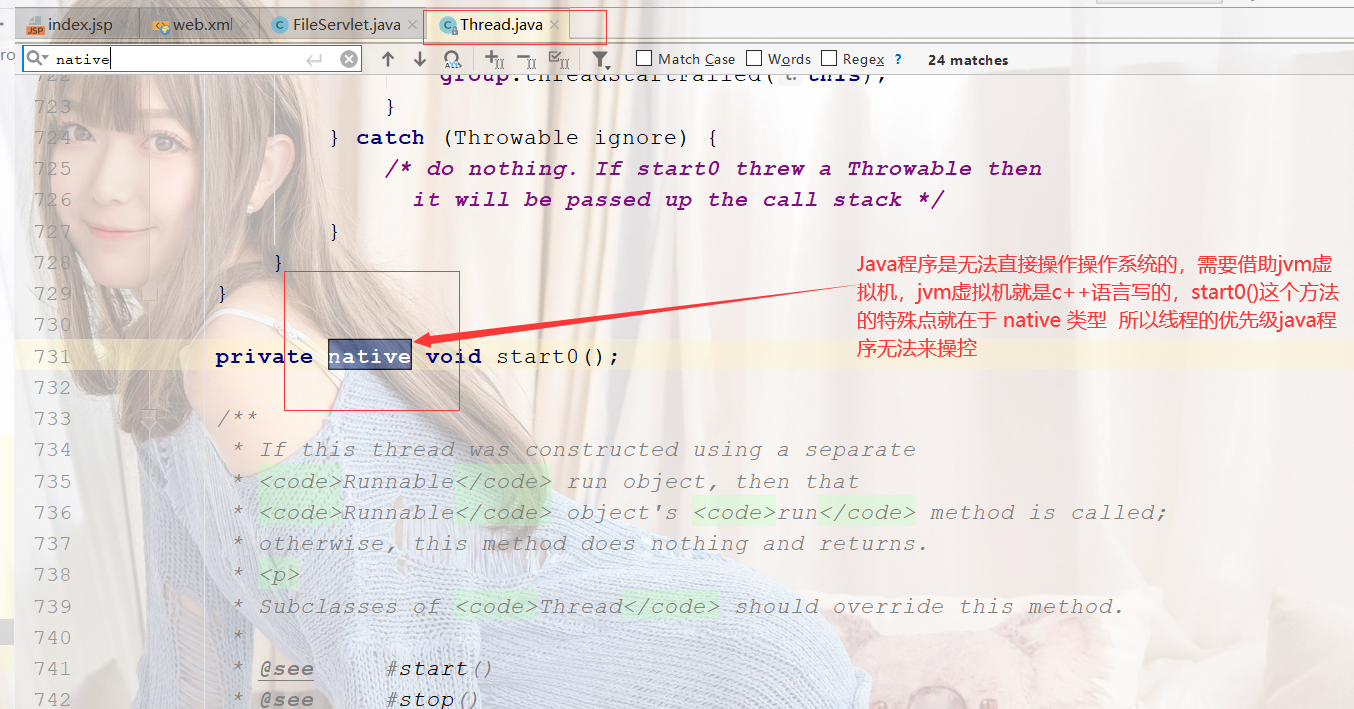 index.jsp web.xml FileServlet.java Thread.java
native Match Case Words Regex ? 24 matches
722 group.threadStartFailed( t: this);
723 }
724 } catch (Throwable ignore) {
725 /* do nothing. If start0 threw a Throwable then
726 it will be passed up the call stack */
727 }
728 }
729 }
730
731 private native void start0();
732
733 /**
734 * If this thread was constructed using a separate
735 * <code>Runnable</code> run object, then that
736 * <code>Runnable</code> object's <code>run</code> method is called;
737 * otherwise, this method does nothing and returns.
738 * <p>
739 * Subclasses of <code>Thread</code> should override this method.
740 *
741 * @see #start()
742 * @see #stop()
Java程序是无法直接操作操作系统的，需要借助jvm虚
拟机，jvm虚拟机就是c++语言写的，start0()这个方法
的特殊点就在于 native 类型 所以线程的优先级java程
序无法来操控